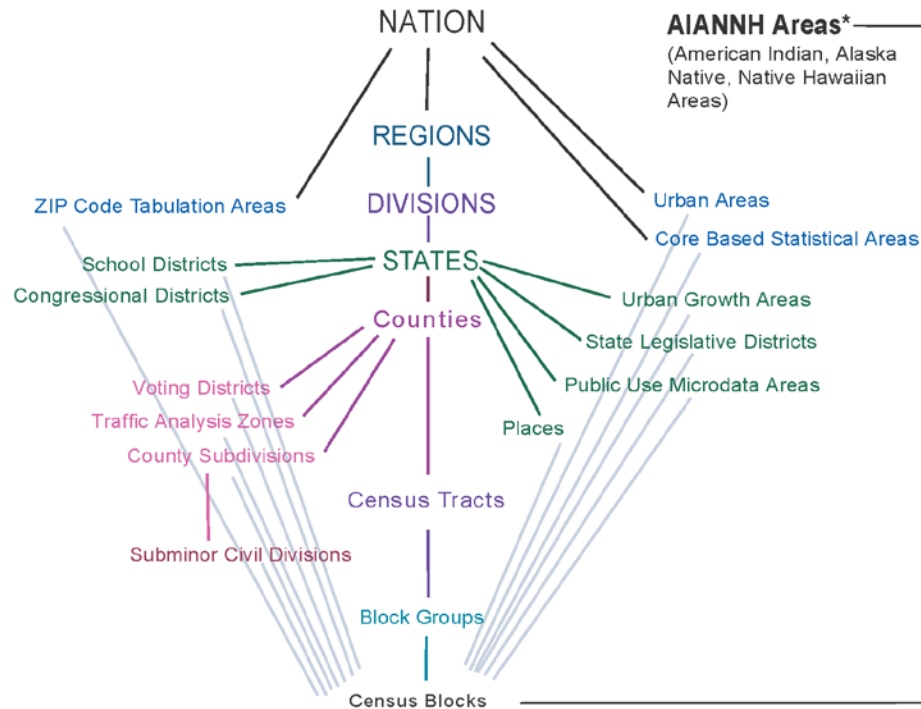 NATION
AIANNH Areas*
(American Indian, Alaska
Native, Native Hawaiian
Areas)
REGIONS
ZIP Code Tabulation Areas
DIVISIONS
Urban Areas
Core Based Statistical Areas
School Districts
STATES
Congressional Districts
Urban Growth Areas
Counties
State Legislative Districts
Voting Districts
Public Use Microdata Areas
Traffic Analysis Zones
Places
County Subdivisions
Census Tracts
Subminor Civil Divisions
Block Groups
Census Blocks